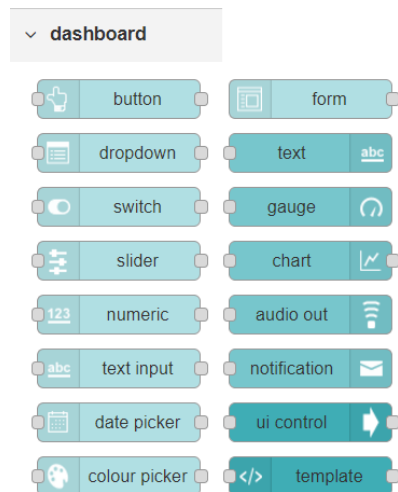 dashboard
button
form
dropdown
text abc
switch
gauge
slider
chart
123 numeric
audio out
abc text input
notification
date picker
ui control
colour picker
</> template